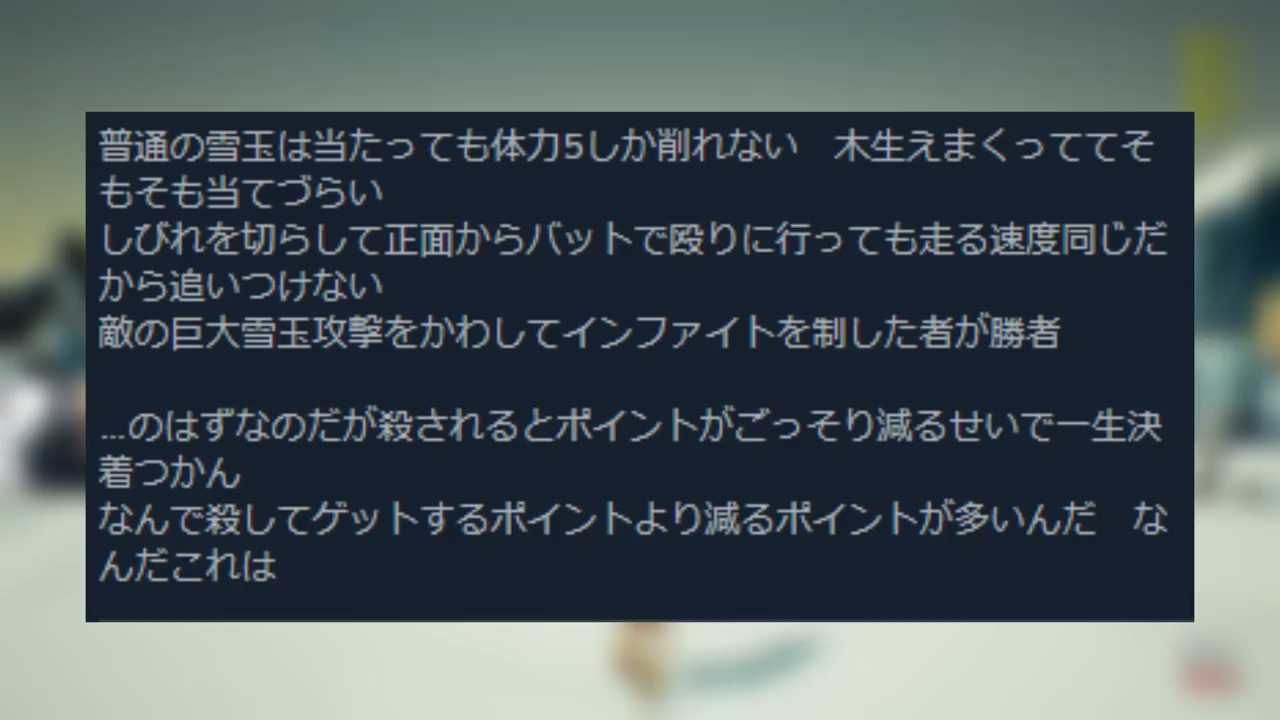 普通の雪玉は当たっても体力5しか削れない　木生えまくっててそ
もそも当てづらい
しびれを切らして正面からバットで殴りに行っても走る速度同じだ
から追いつけない
敵の巨大雪玉攻撃をかわしてインファイトを制した者が勝者
…のはずなのだが殺されるとポイントがごっそり減るせいで一生決
着つかん
なんで殺してゲットするポイントより減るポイントが多いんだ　な
んだこれは